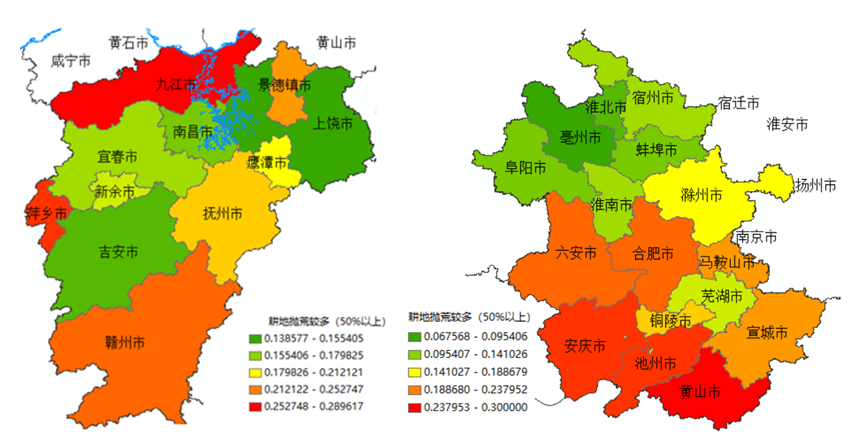 黄石市
黄山市
咸宁市
九江市
景德镇市
上饶市
南昌市
宜春市
鹰潭市
新余市
萍乡市
抚州市
吉安市
赣州市
耕地抛荒较多（50%以上）
0.138577 - 0.155405
0.155406 - 0.179825
0.179826 - 0.212121
0.212122 - 0.252747
0.252748 - 0.289617
宿州市
淮北市
宿迁市
淮安市
亳州市
蚌埠市
阜阳市
扬州市
滁州市
淮南市
南京市
六安市
合肥市
马鞍山市
芜湖市
铜陵市
宣城市
安庆市
池州市
黄山市
耕地抛荒较多（50%以上）
0.067568 - 0.095406
0.095407 - 0.141026
0.141027 - 0.188679
0.188680 - 0.237952
0.237953 - 0.300000